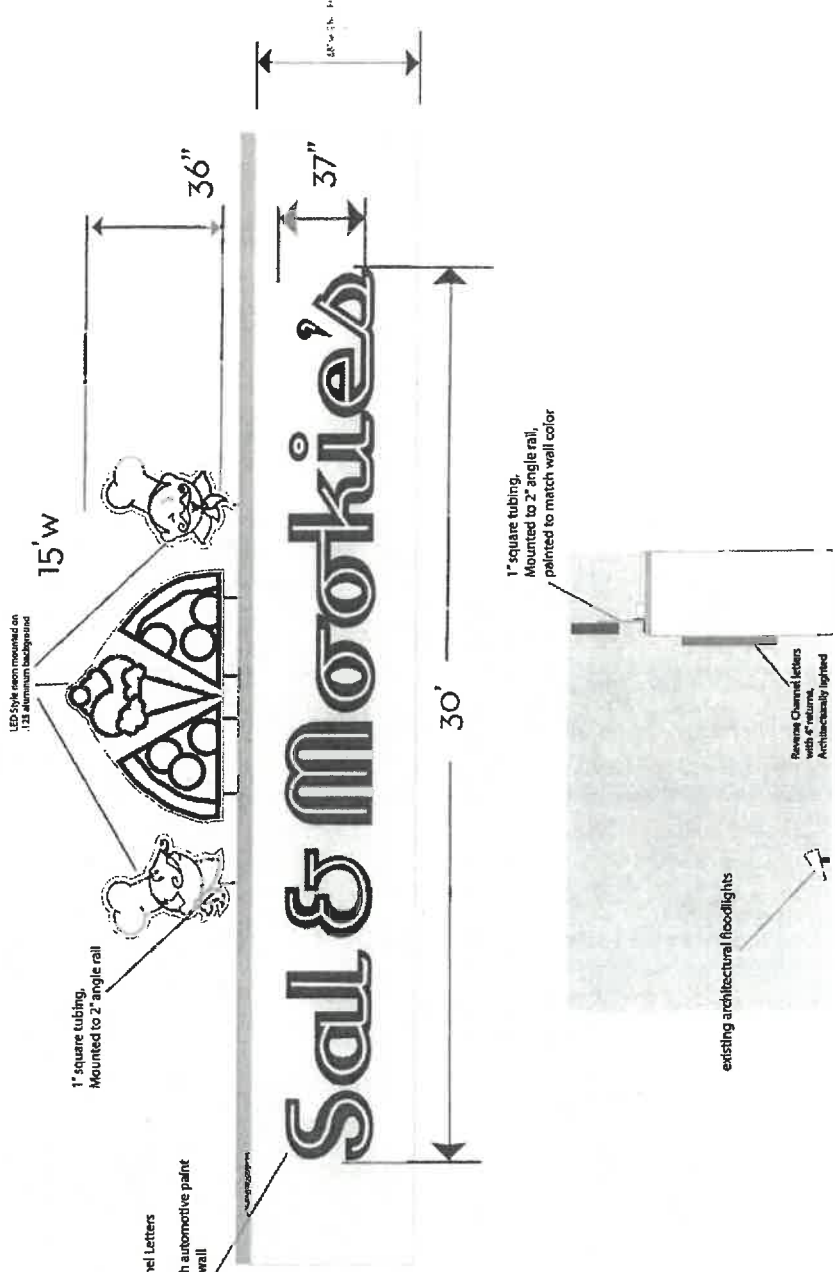 LED Style neon mounted on
.125 aluminum background
15'w
36"
1" square tubing,
Mounted to 2" angle rail
nel Letters
h automotive paint
wall
Sal & Mookie's
37"
30'
1" square tubing,
Mounted to 2" angle rail,
painted to match wall color
Reverse Channel letters
with 4" returns,
Architecturally lighted
existing architectural floodlights